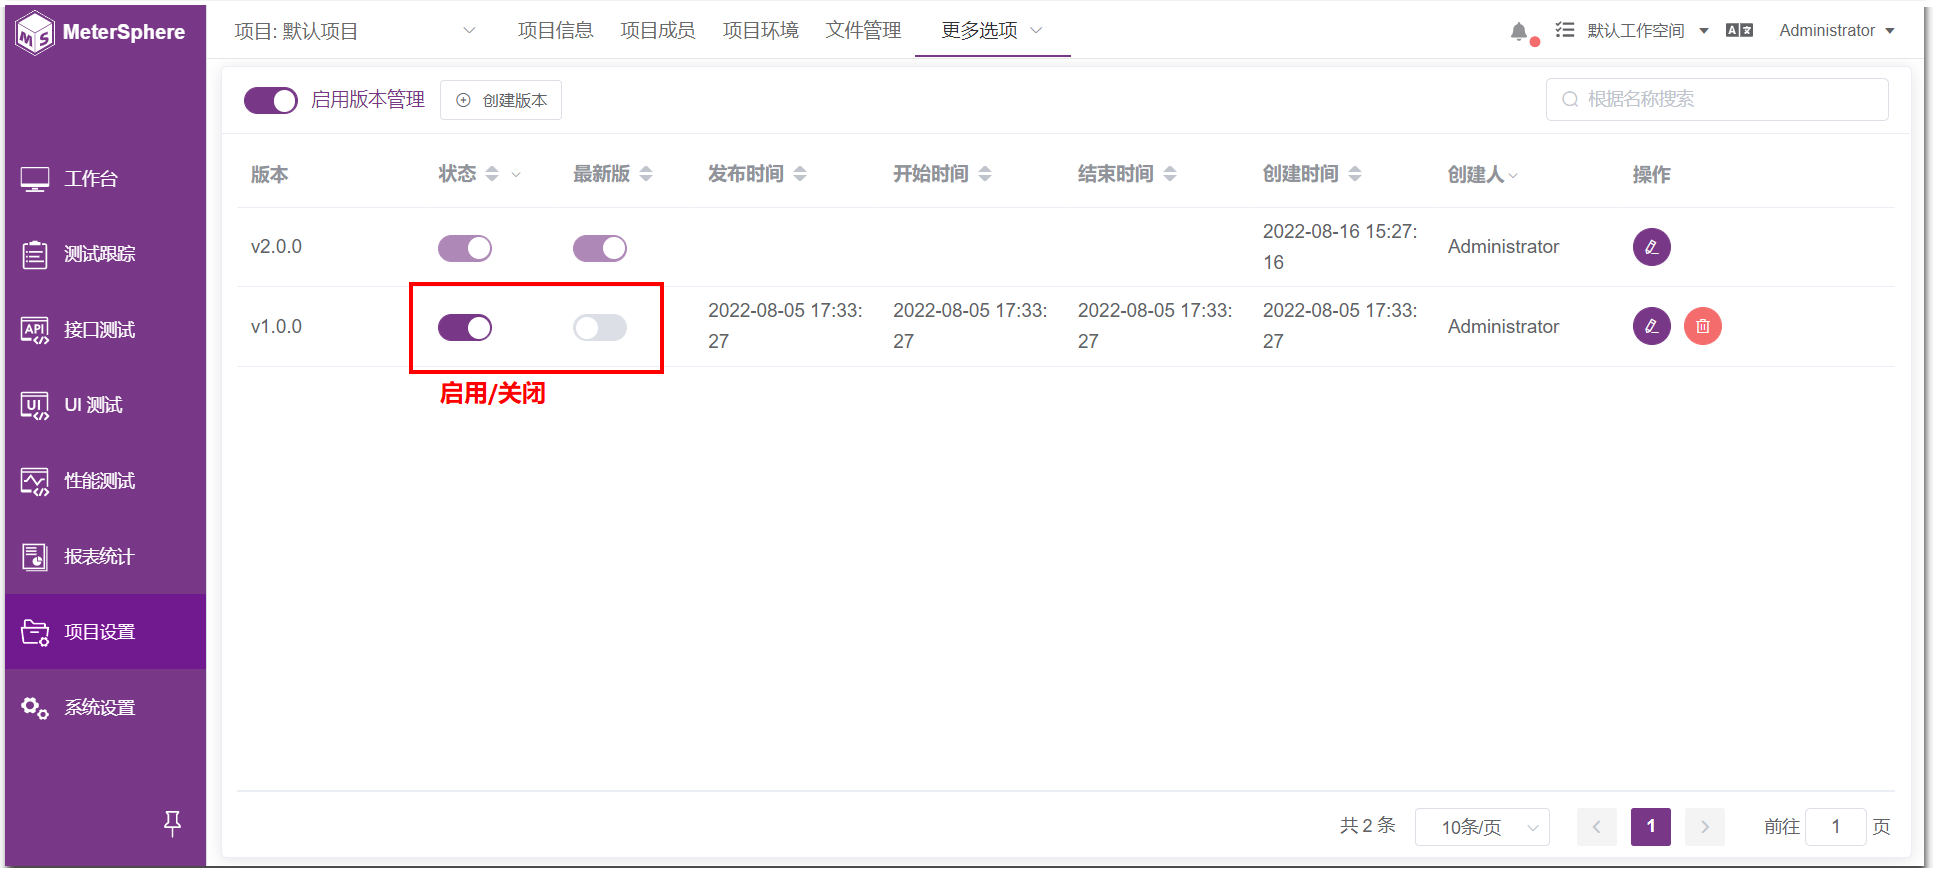 MeterSphere
项目: 默认项目
项目信息 项目成员 项目环境 文件管理 更多选项
默认工作空间
Administrator
启用版本管理
创建版本
根据名称搜索
工作台
测试跟踪
API 接口测试
UI UI 测试
性能测试
报表统计
项目设置
系统设置
版本 状态 最新版 发布时间 开始时间 结束时间 创建时间 创建人 操作
v2.0.0 2022-08-16 15:27:
16 Administrator
v1.0.0 2022-08-05 17:33: 2022-08-05 17:33: 2022-08-05 17:33: 2022-08-05 17:33: Administrator
27 27 27 27
启用/关闭
共 2 条 10条/页 1 前往 1 页